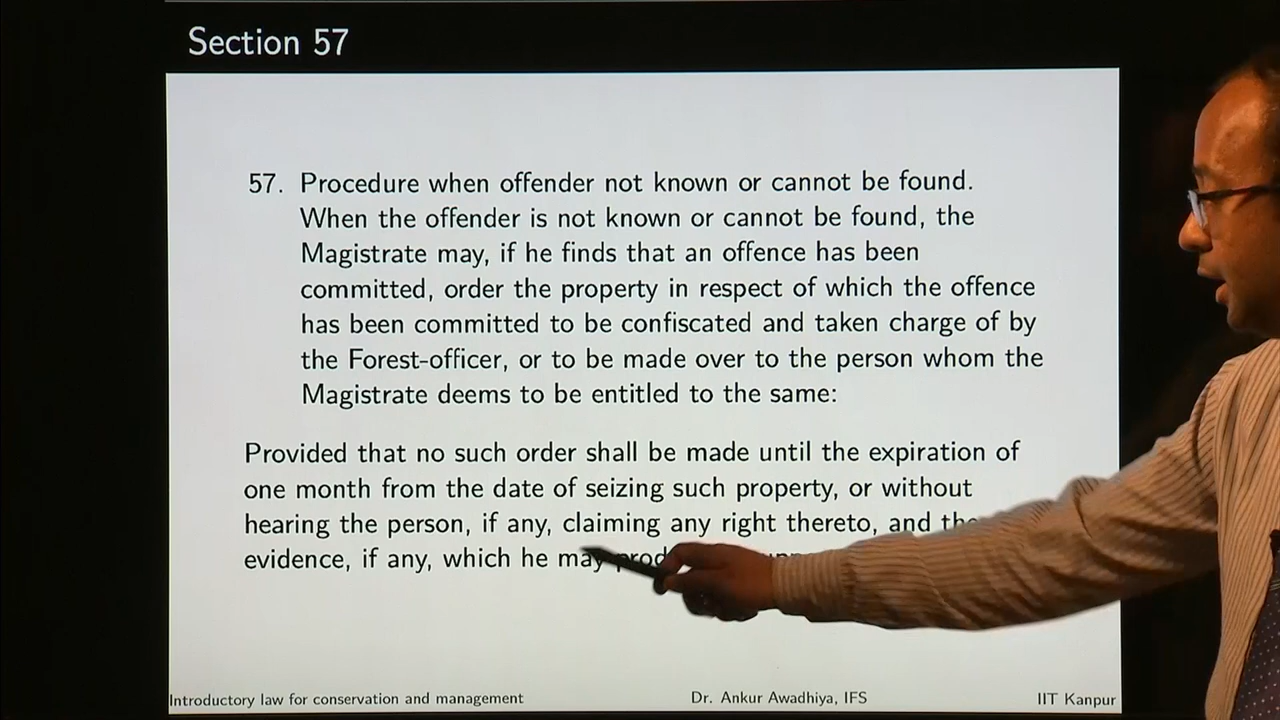 Section 57
57. Procedure when offender not known or cannot be found.
When the offender is not known or cannot be found, the
Magistrate may, if he finds that an offence has been
committed, order the property in respect of which the offence
has been committed to be confiscated and taken charge of by
the Forest-officer, or to be made over to the person whom the
Magistrate deems to be entitled to the same:
Provided that no such order shall be made until the expiration of
one month from the date of seizing such property, or without
hearing the person, if any, claiming any right thereto, and the
evidence, if any, which he may
Introductory law for conservation and management
Dr. Ankur Awadhiya, IFS
IIT Kanpur